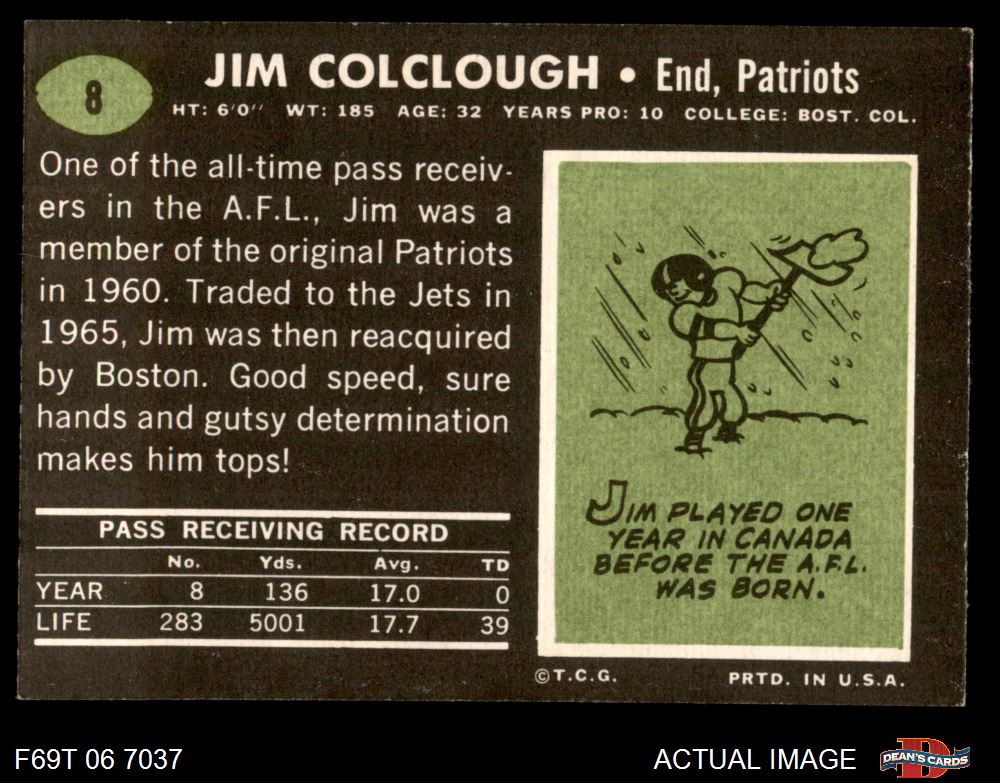 8
JIM COLCLOUGH • End, Patriots
HT: 6'0'' WT: 185 AGE: 32 YEARS PRO: 10 COLLEGE: BOST. COL.
One of the all-time pass receiv-
ers in the A.F.L., Jim was a
member of the original Patriots
in 1960. Traded to the Jets in
1965, Jim was then reacquired
by Boston. Good speed, sure
hands and gutsy determination
makes him tops!
PASS RECEIVING RECORD
No. Yds. Avg. TD
YEAR 8 136 17.0 0
LIFE 283 5001 17.7 39
JIM PLAYED ONE
YEAR IN CANADA
BEFORE THE A.F.L.
WAS BORN.
©T.C.G. PRTD. IN U.S.A.
F69T 06 7037 ACTUAL IMAGE DEAN'S CARDS